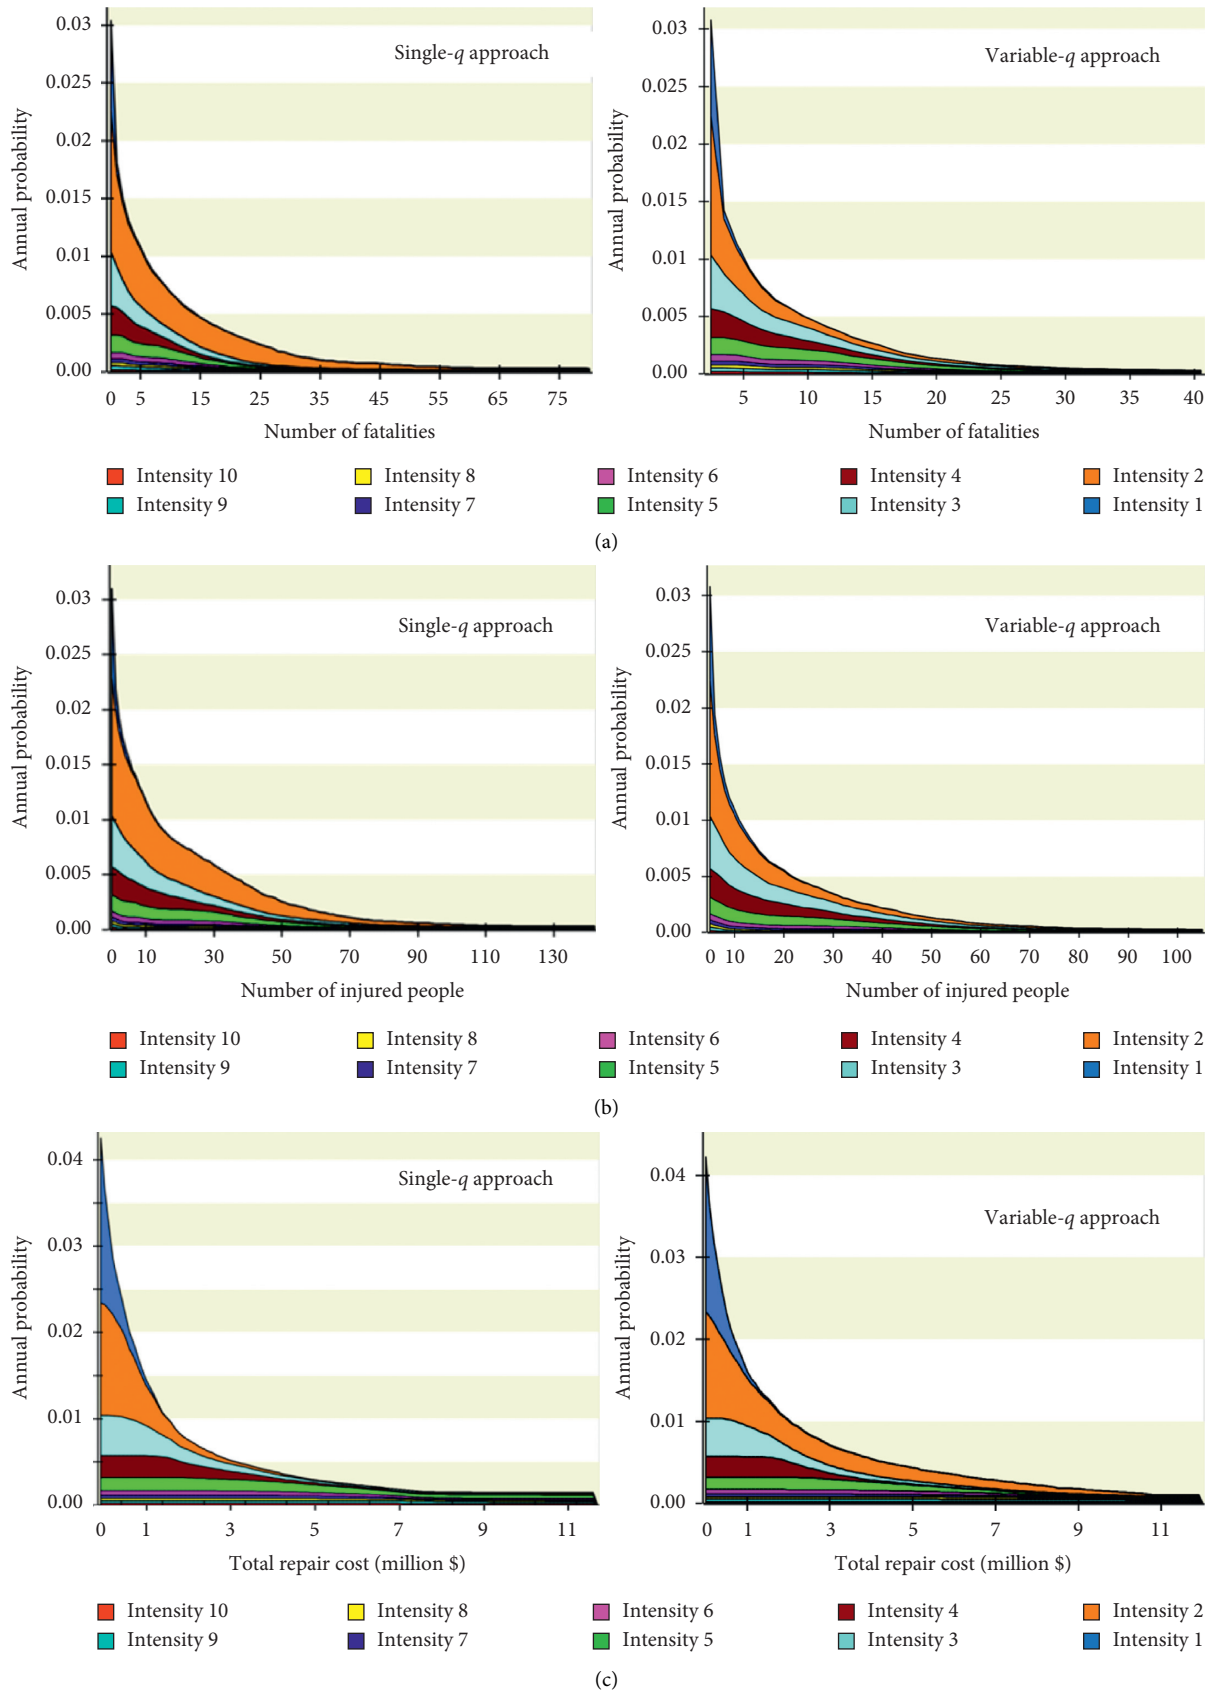 0.03
0.025
0.02
0.015
0.01
0.005
0.00
Annual probability
Single-q approach
0 5 15 25 35 45 55 65 75
Number of fatalities
0.03
0.025
0.02
0.015
0.01
0.005
0.00
Annual probability
Variable-q approach
5 10 15 20 25 30 35 40
Number of fatalities
Intensity 10 Intensity 8 Intensity 6 Intensity 4 Intensity 2
Intensity 9 Intensity 7 Intensity 5 Intensity 3 Intensity 1
(a)
0.03
0.025
0.02
0.015
0.01
0.005
0.00
Annual probability
Single-q approach
0 10 30 50 70 90 110 130
Number of injured people
0.03
0.025
0.02
0.015
0.01
0.005
0.00
Annual probability
Variable-q approach
0 10 20 30 40 50 60 70 80 90 100
Number of injured people
Intensity 10 Intensity 8 Intensity 6 Intensity 4 Intensity 2
Intensity 9 Intensity 7 Intensity 5 Intensity 3 Intensity 1
(b)
0.04
0.03
0.02
0.01
0.00
Annual probability
Single-q approach
0 1 3 5 7 9 11
Total repair cost (million $)
0.04
0.03
0.02
0.01
0.00
Annual probability
Variable-q approach
0 1 3 5 7 9 11
Total repair cost (million $)
Intensity 10 Intensity 8 Intensity 6 Intensity 4 Intensity 2
Intensity 9 Intensity 7 Intensity 5 Intensity 3 Intensity 1
(c)